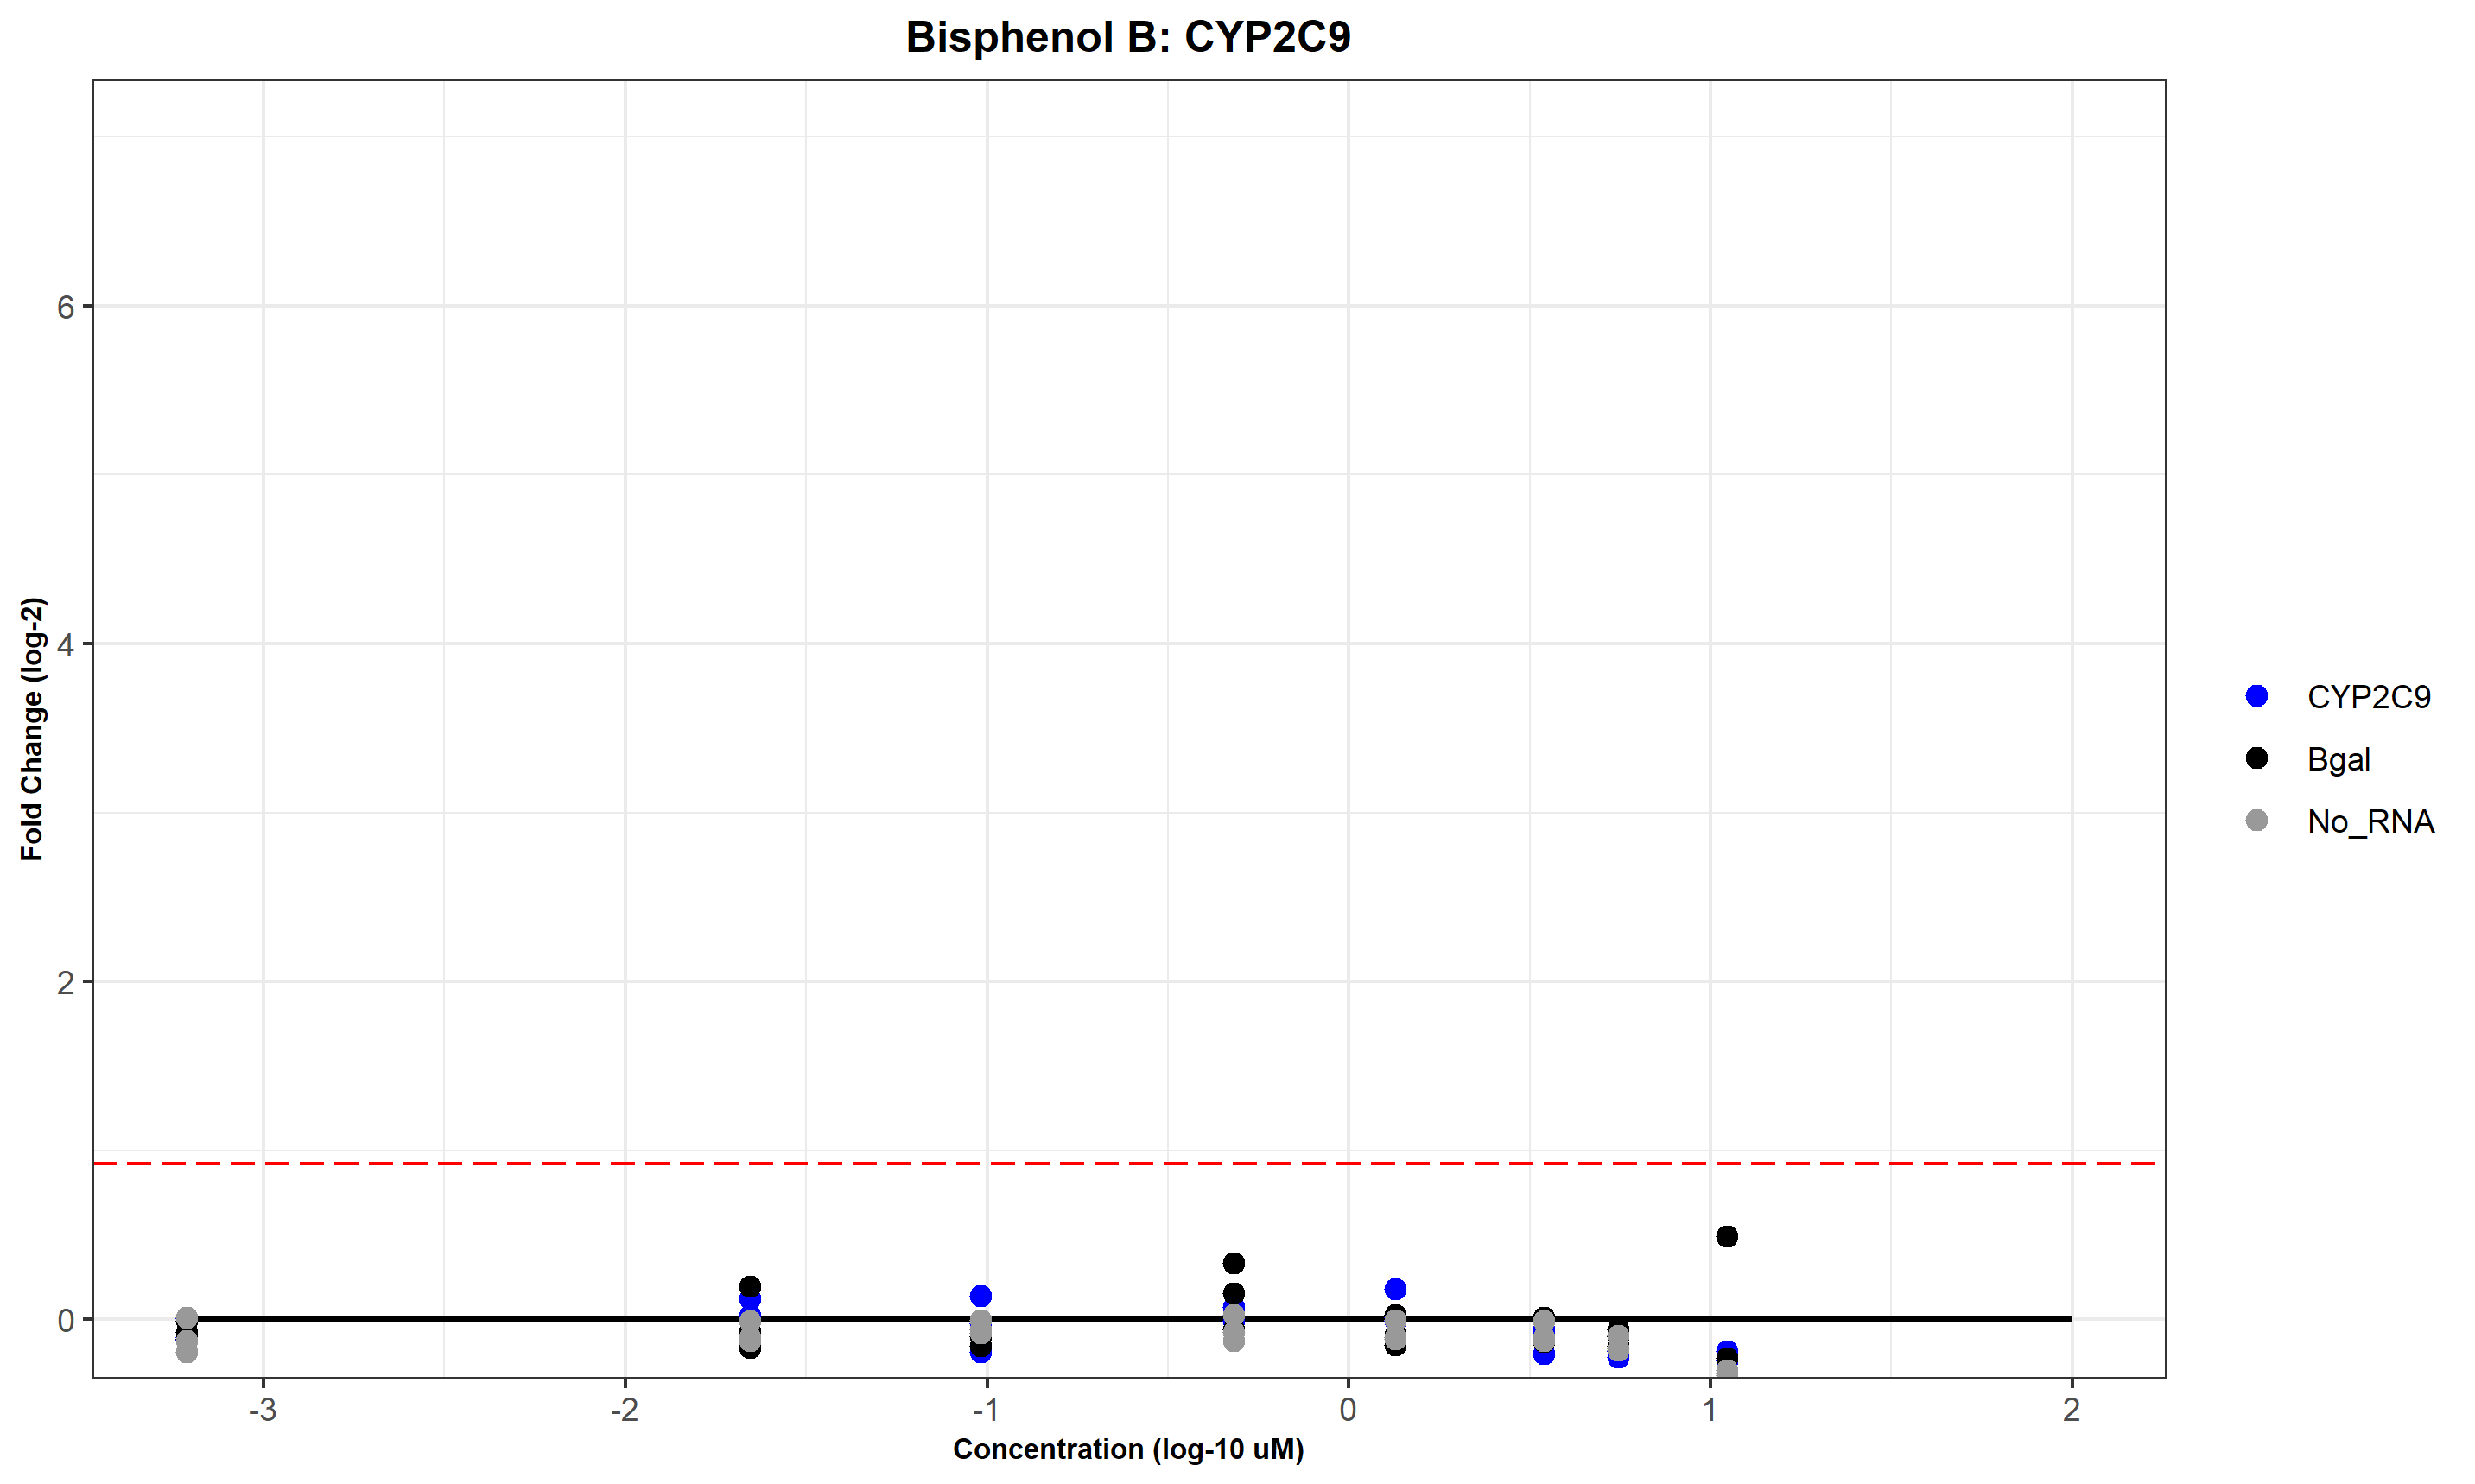 Bisphenol B: CYP2C9
Fold Change (log-2)
6
4
2
0
-3
-2
-1
0
1
2
Concentration (log-10 uM)
CYP2C9
Bgal
No_RNA